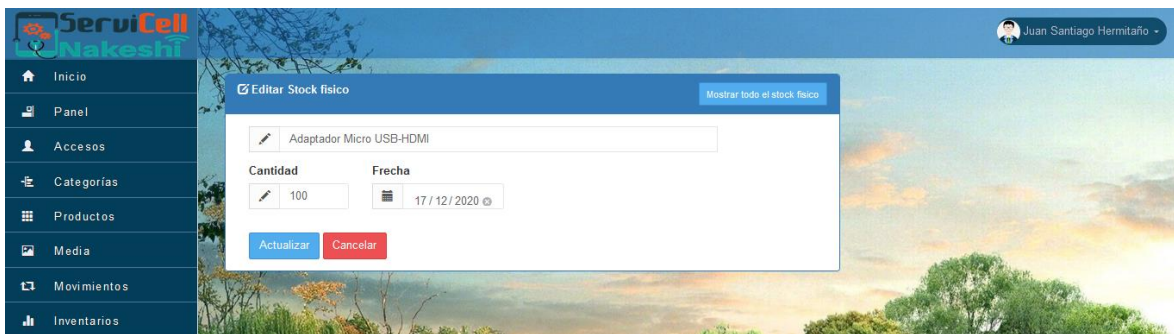 ServiCell
Nakeshi
Juan Santiago Hermitaño
Inicio
Panel
Accesos
Categorías
Productos
Media
Movimientos
Inventarios
Editar Stock fisico
Mostrar todo el stock fisico
Adaptador Micro USB-HDMI
Cantidad Frecha
100 17 / 12 / 2020
Actualizar Cancelar